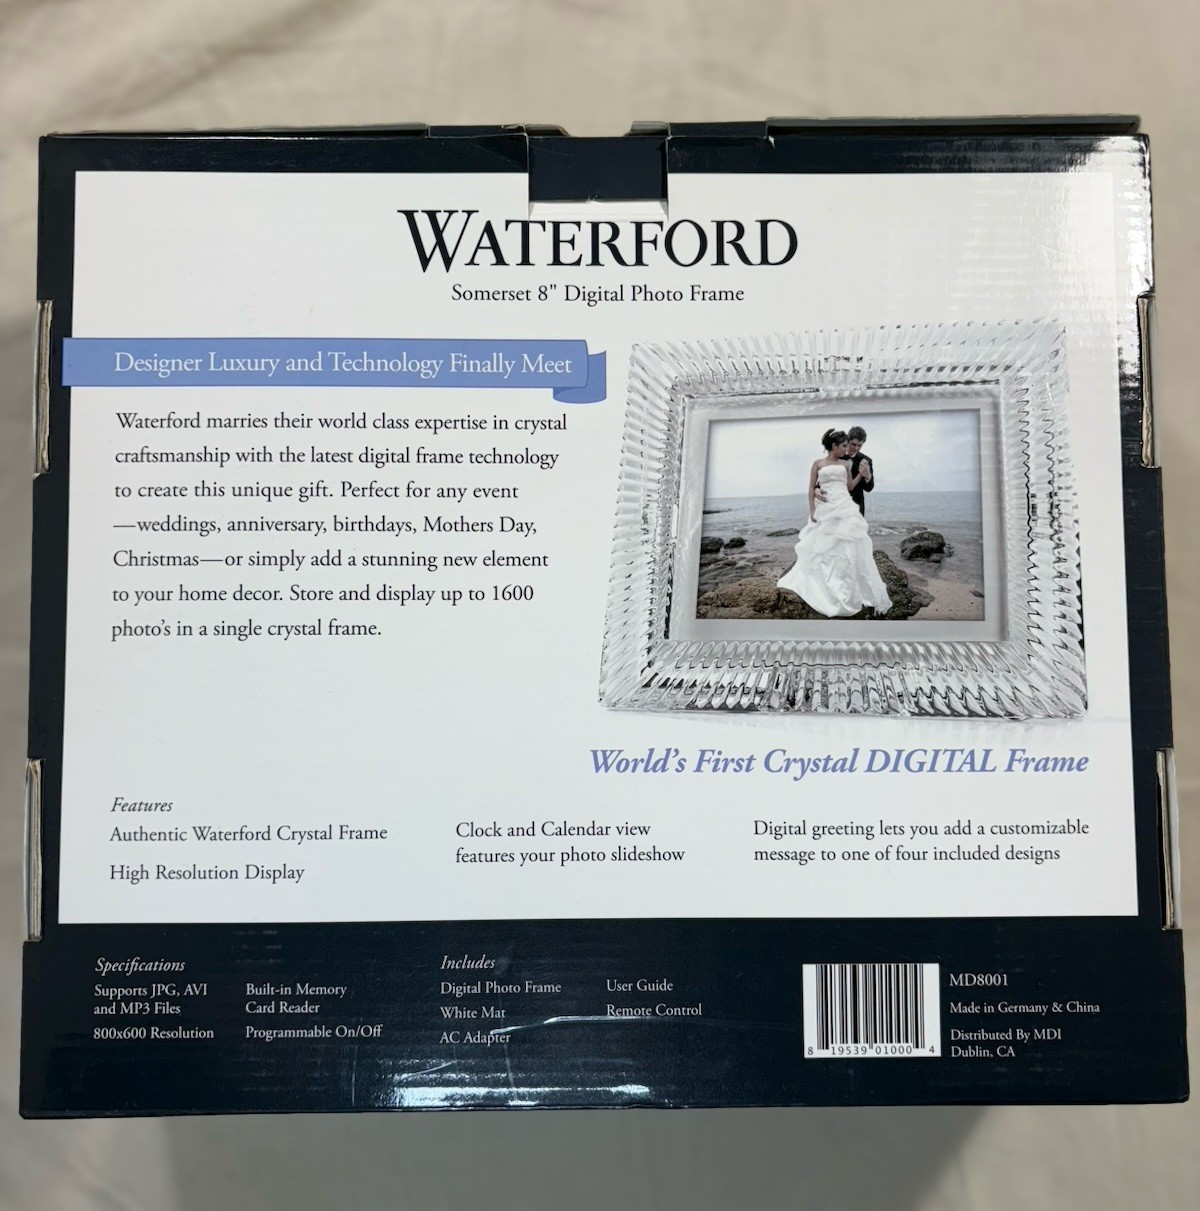 WATERFORD
Somerset 8" Digital Photo Frame
Designer Luxury and Technology Finally Meet
Waterford marries their world class expertise in crystal
craftsmanship with the latest digital frame technology
to create this unique gift. Perfect for any event
—weddings, anniversary, birthdays, Mothers Day,
Christmas—or simply add a stunning new element
to your home decor. Store and display up to 1600
photo's in a single crystal frame.
World's First Crystal DIGITAL Frame
Features
Authentic Waterford Crystal Frame
High Resolution Display
Clock and Calendar view
features your photo slideshow
Digital greeting lets you add a customizable
message to one of four included designs
Specifications
Supports JPG, AVI
and MP3 Files
800x600 Resolution
Built-in Memory
Card Reader
Programmable On/Off
Includes
Digital Photo Frame
White Mat
AC Adapter
User Guide
Remote Control
8 19539 01000 4
MD8001
Made in Germany & China
Distributed By MDI
Dublin, CA